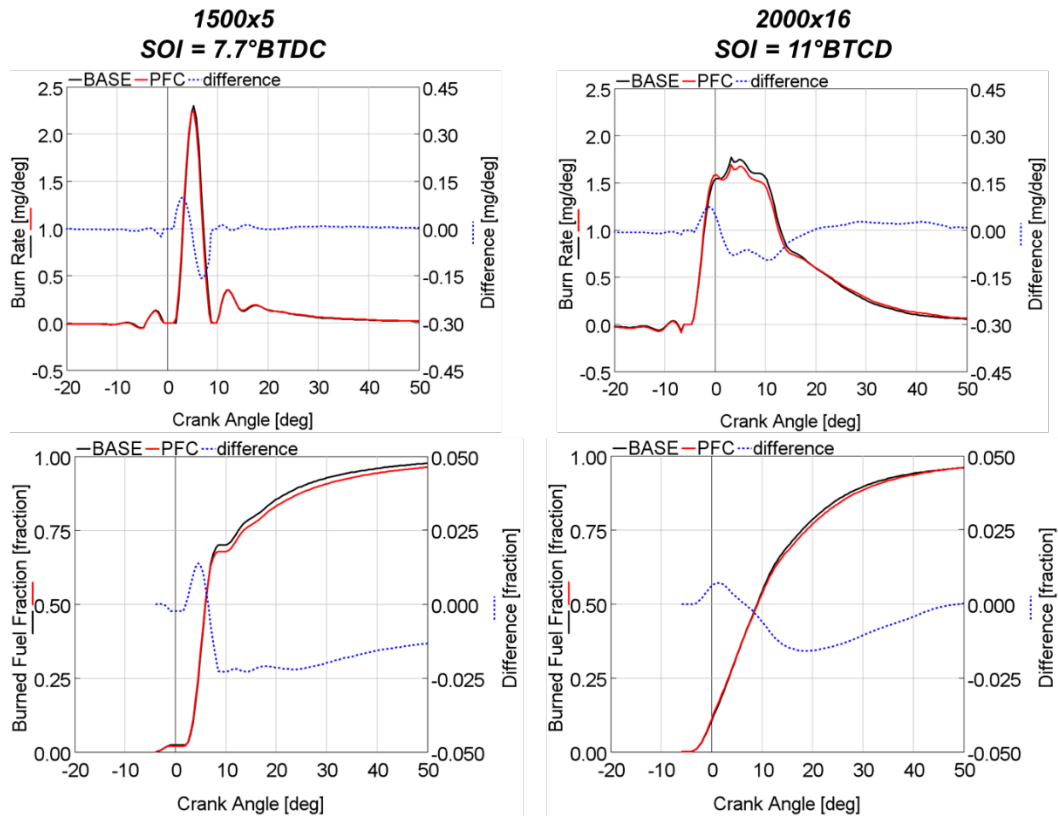 1500x5
SOI = 7.7°BTDC
2000x16
SOI = 11°BTCD
BASE PFC difference
2.5
2.0
1.5
1.0
0.5
0.0
-0.5
0.45
0.30
0.15
0.00
-0.15
-0.30
-0.45
Burn Rate [mg/deg]
Difference [mg/deg]
-20 -10 0 10 20 30 40 50
Crank Angle [deg]
BASE PFC difference
2.5
2.0
1.5
1.0
0.5
0.0
-0.5
0.45
0.30
0.15
0.00
-0.15
-0.30
-0.45
Burn Rate [mg/deg]
Difference [mg/deg]
-20 -10 0 10 20 30 40 50
Crank Angle [deg]
BASE PFC difference
1.00
0.75
0.50
0.25
0.00
0.050
0.025
0.000
-0.025
-0.050
Burned Fuel Fraction [fraction]
Difference [fraction]
-20 -10 0 10 20 30 40 50
Crank Angle [deg]
BASE PFC difference
1.00
0.75
0.50
0.25
0.00
0.050
0.025
0.000
-0.025
-0.050
Burned Fuel Fraction [fraction]
Difference [fraction]
-20 -10 0 10 20 30 40 50
Crank Angle [deg]